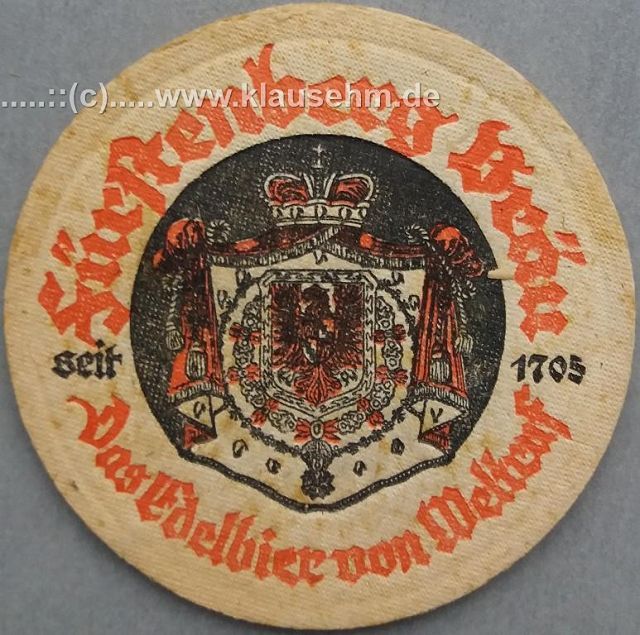 .....::(c).....www.klausehm.de
Fürstenberg Bräu
seit 1705
Das Edelbier von Weltruf